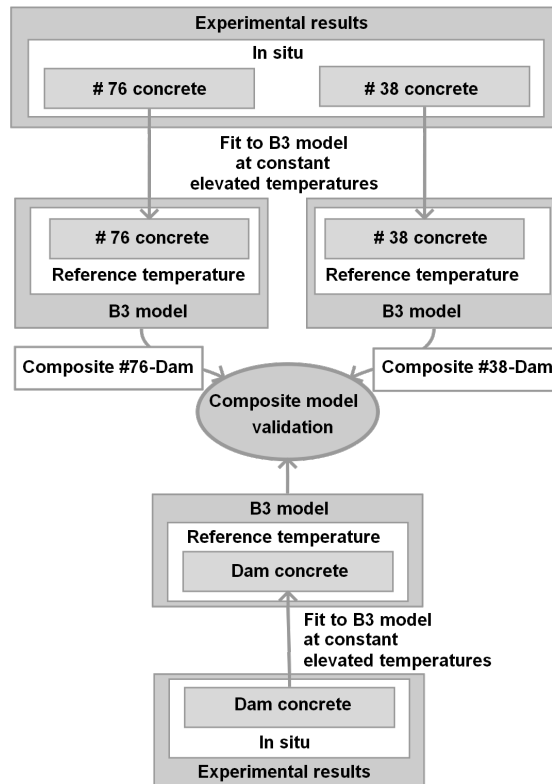 Experimental results
In situ
# 76 concrete
# 38 concrete
Fit to B3 model
at constant
elevated temperatures
# 76 concrete
Reference temperature
B3 model
# 38 concrete
Reference temperature
B3 model
Composite #76-Dam
Composite #38-Dam
Composite model
validation
B3 model
Reference temperature
Dam concrete
Fit to B3 model
at constant
elevated temperatures
Dam concrete
In situ
Experimental results